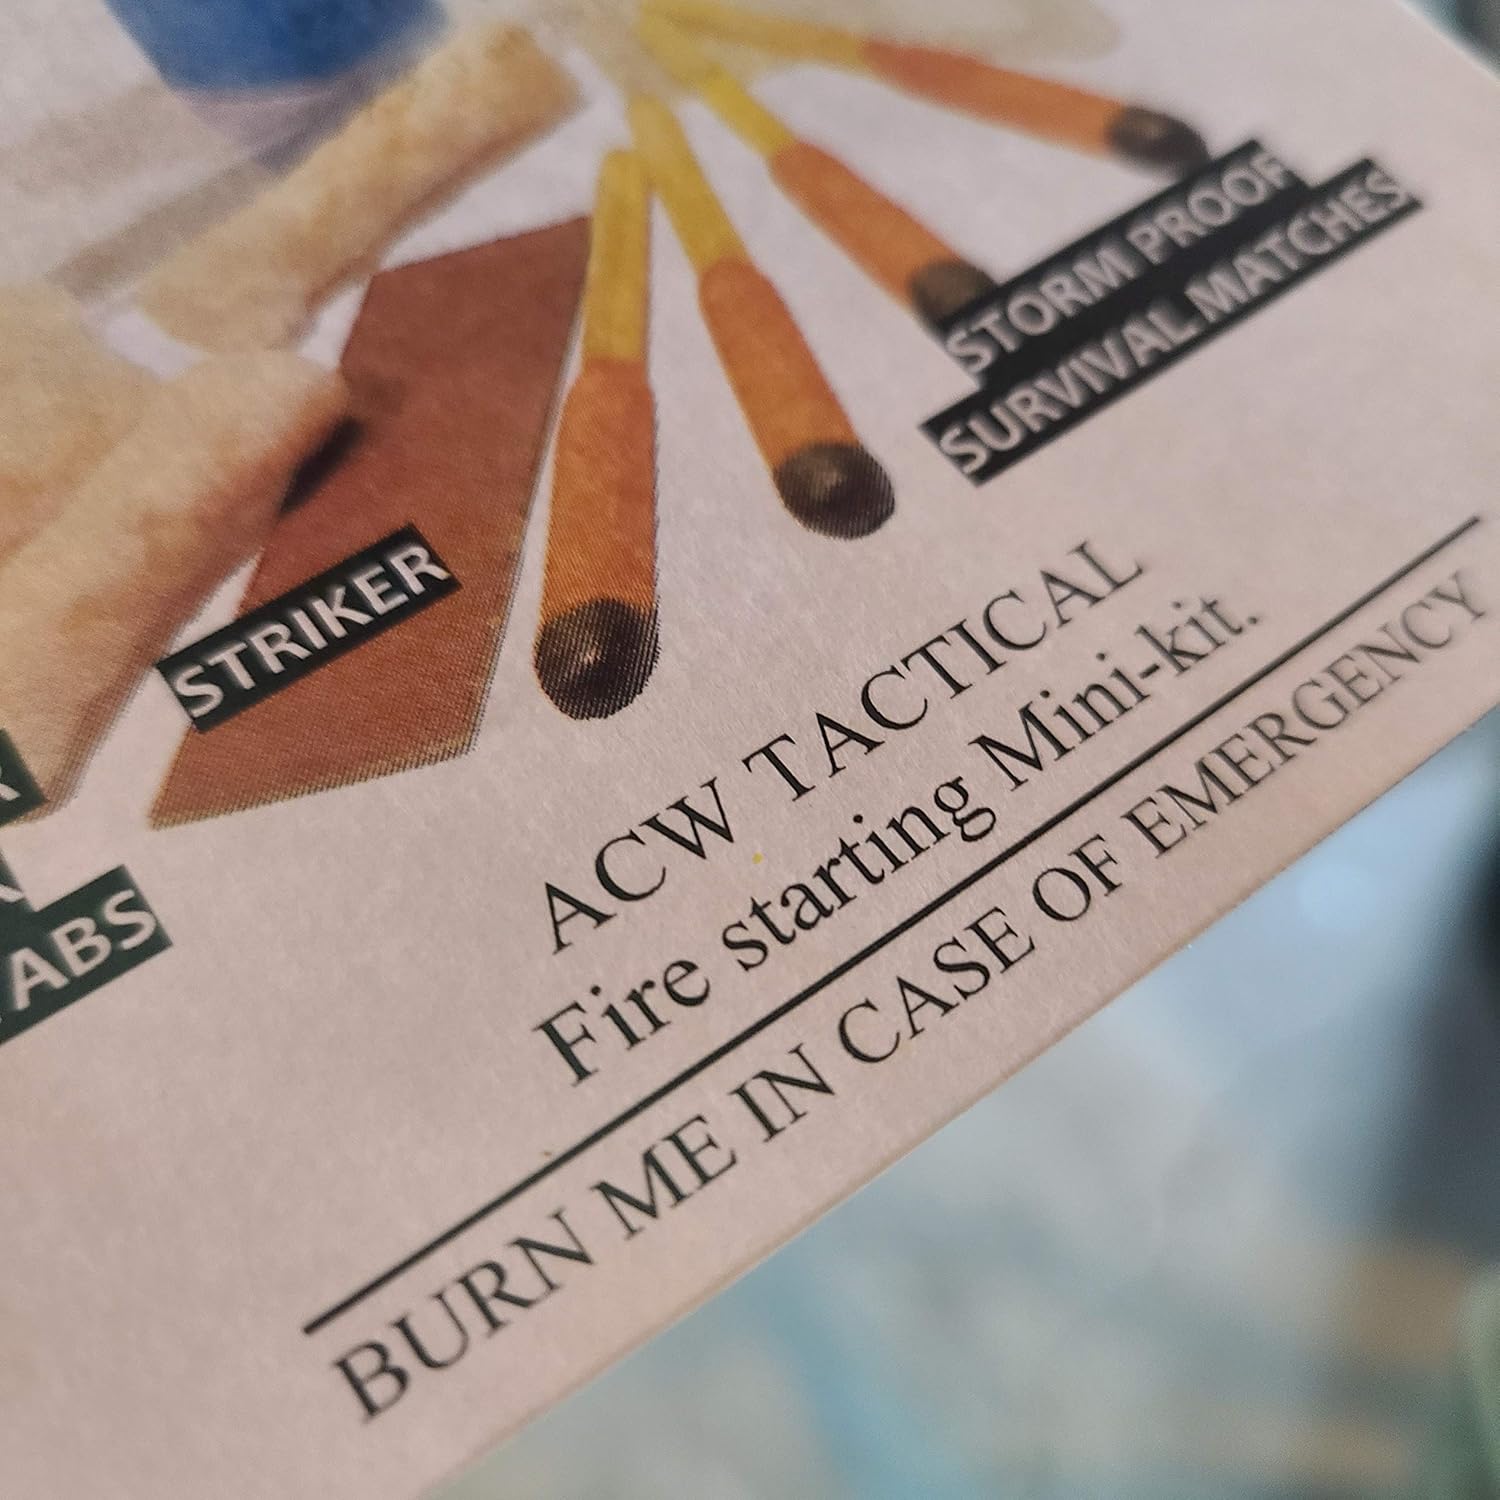 STORM PROOF
SURVIVAL MATCHES
STRIKER
ABS
ACW TACTICAL
Fire starting Mini-kit.
BURN ME IN CASE OF EMERGENCY